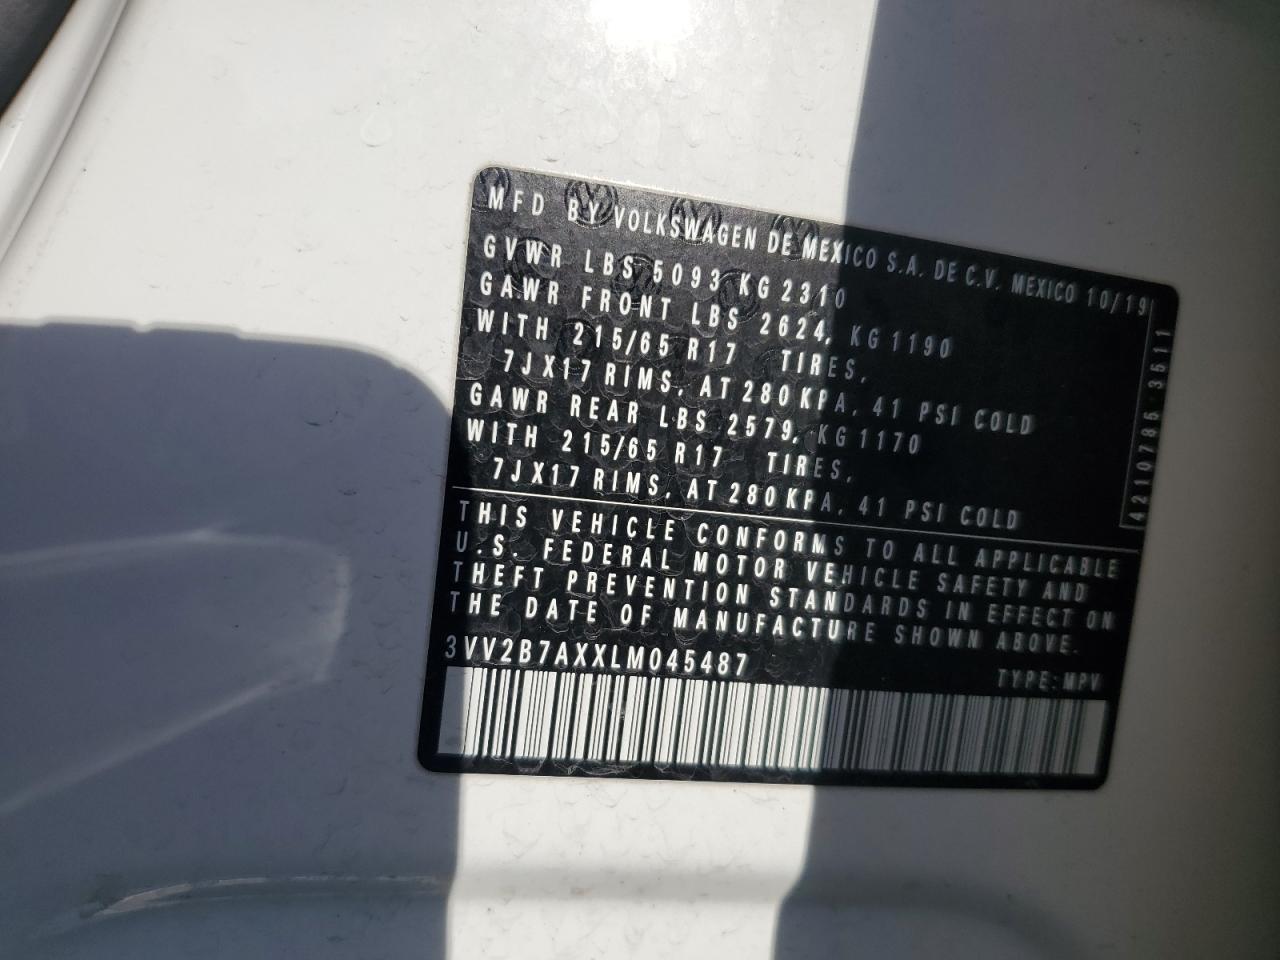 MFD BY VOLKSWAGEN DE MEXICO S.A. DE C.V. MEXICO 10/19
GVWR LBS 5093 KG 2310
GAWR FRONT LBS 2624, KG 1190
WITH 215/65 R17 TIRES,
7JX17 RIMS, AT 280 KPA, 41 PSI COLD
GAWR REAR LBS 2579, KG 1170
WITH 215/65 R17 TIRES,
7JX17 RIMS, AT 280 KPA, 41 PSI COLD
THIS VEHICLE CONFORMS TO ALL APPLICABLE
U.S. FEDERAL MOTOR VEHICLE SAFETY AND
THEFT PREVENTION STANDARDS IN EFFECT ON
THE DATE OF MANUFACTURE SHOWN ABOVE.
3VV2B7AXXLM045487
TYPE: MPV
4210785-3511